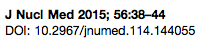 J Nucl Med 2015; 56:38–44
DOI: 10.2967/jnumed.114.144055